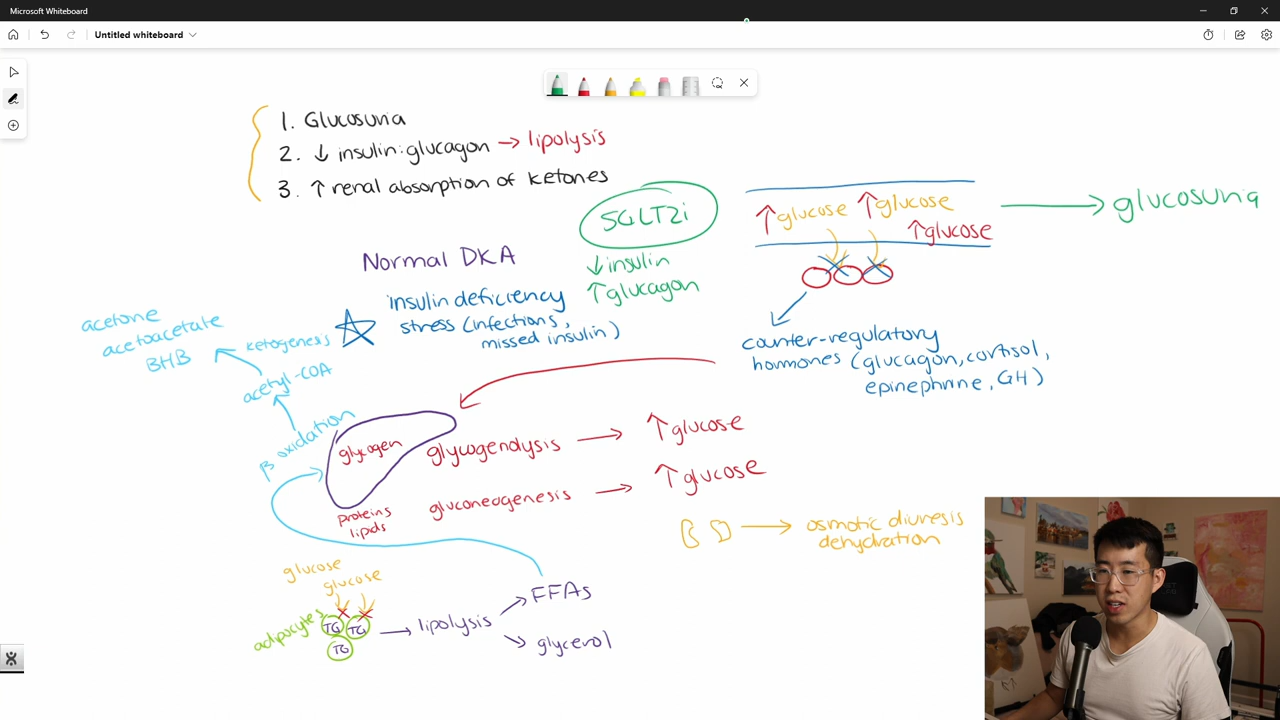 Microsoft Whiteboard
Untitled whiteboard
1. Glucosuria
2. ↓ insulin:glucagon → lipolysis
3. ↑ renal absorption of ketones
SGLT2i
↓insulin
↑glucagon
↑glucose ↑glucose
↑glucose
→ glucosuria
Normal DKA
insulin deficiency
stress (infections,
missed insulin)
counter-regulatory
hormones (glucagon, cortisol,
epinephrine, GH)
acetone
acetoacetate
BHB
ketogenesis
acetyl-COA
β oxidation
glycogen
glycogenolysis → ↑glucose
proteins
lipids
gluconeogenesis → ↑glucose
→ osmotic diuresis
dehydration
glucose
glucose
adipocytes
TG TG
TG
→ lipolysis
FFAs
glycerol